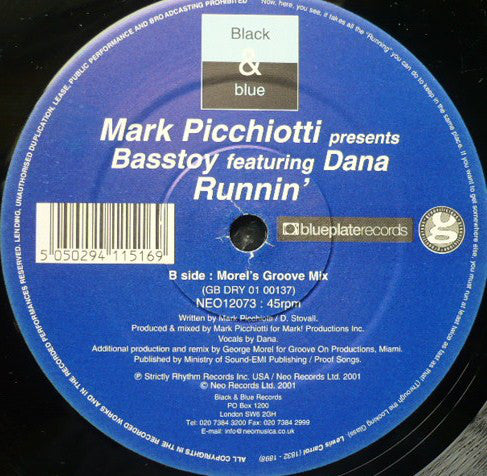 Black
&
blue
Mark Picchiotti presents
Basstoy featuring Dana
Runnin'
5 050294 115169
blueplaterecords
B side : Morel's Groove Mix
(GB DRY 01 00137)
NEO12073 : 45rpm
Written by Mark Picchiotti / D. Stovall.
Produced & mixed by Mark Picchiotti for Mark! Productions Inc.
Vocals by Dana.
Additional production and remix by George Morel for Groove On Productions, Miami.
Published by Ministry of Sound-EMI Publishing / Proof Songs.
℗ Strictly Rhythm Records Inc. USA / Neo Records Ltd. 2001
© Neo Records Ltd. 2001
Black & Blue Records
PO Box 1200
London SW6 2GH
Tel: 020 7384 3200 Fax: 020 7384 2999
E-mail: info@neomusica.co.uk
ALL COPYRIGHTS IN THE RECORDED WORKS AND IN THE RECORDED PERFORMANCES RESERVED. LENDING, UNAUTHORISED DUPLICATION, LEASE, PUBLIC PERFORMANCE AND BROADCASTING PROHIBITED
Now, here, you see, it takes all the "Running" you can do to keep in the same place. If you want to get somewhere else, you must run at least twice as fast as that! (Through the Looking Glass) Lewis Carrol (1832 - 1898)